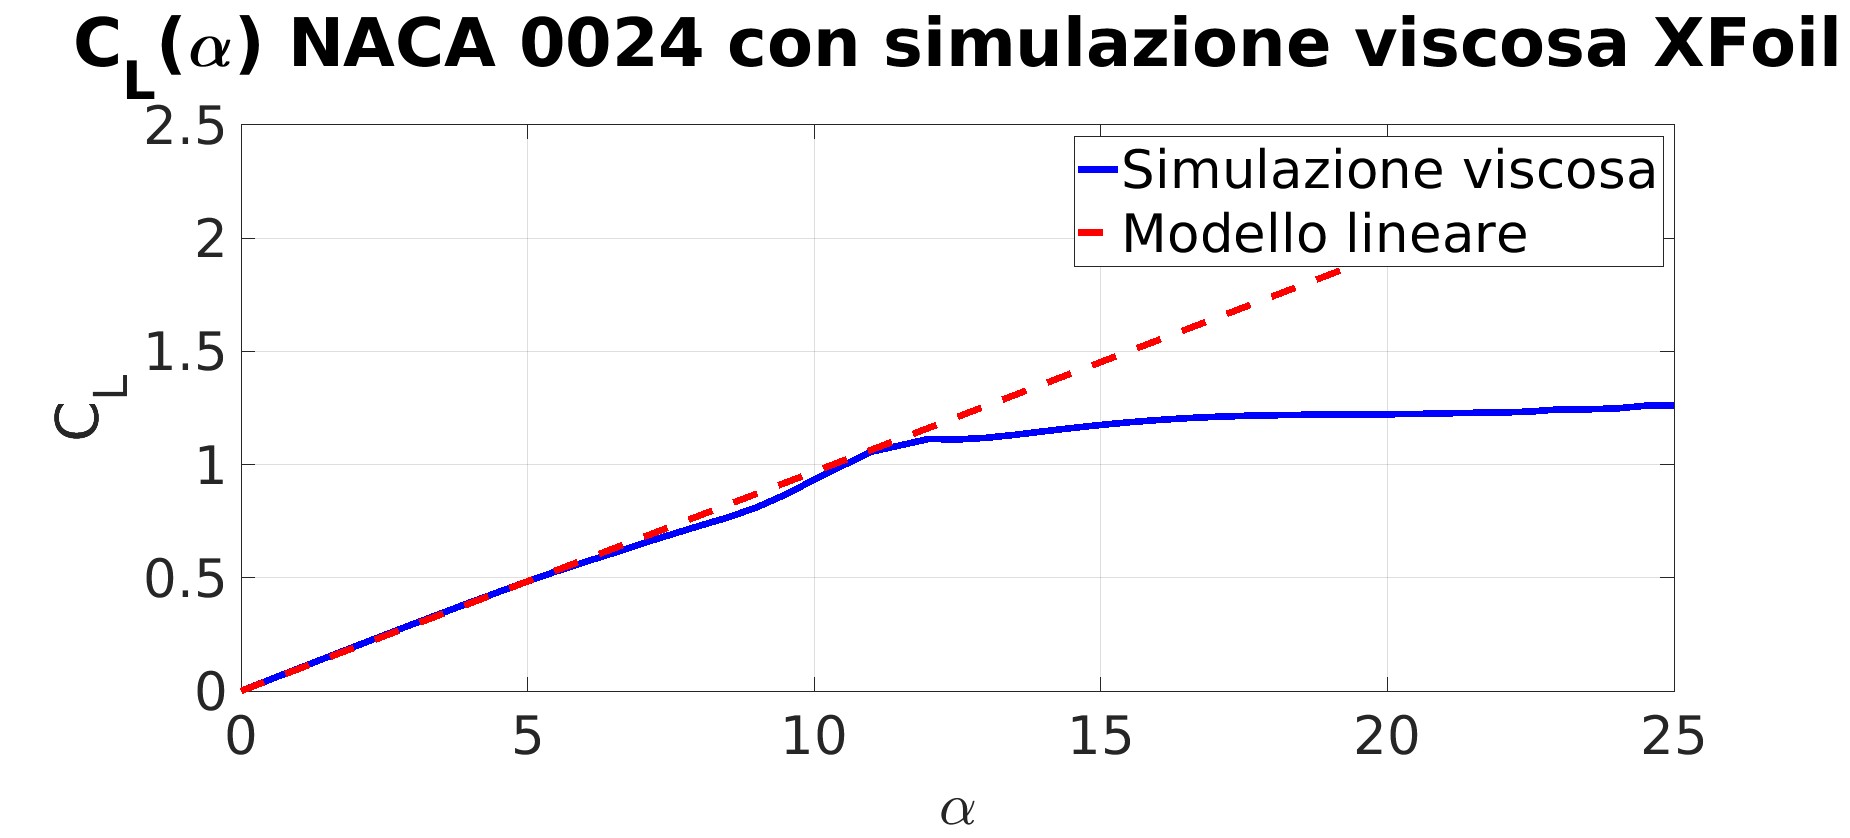 C_L(α) NACA 0024 con simulazione viscosa XFoil
2.5
2
1.5
1
0.5
0
C_L
Simulazione viscosa
Modello lineare
0 5 10 15 20 25
α